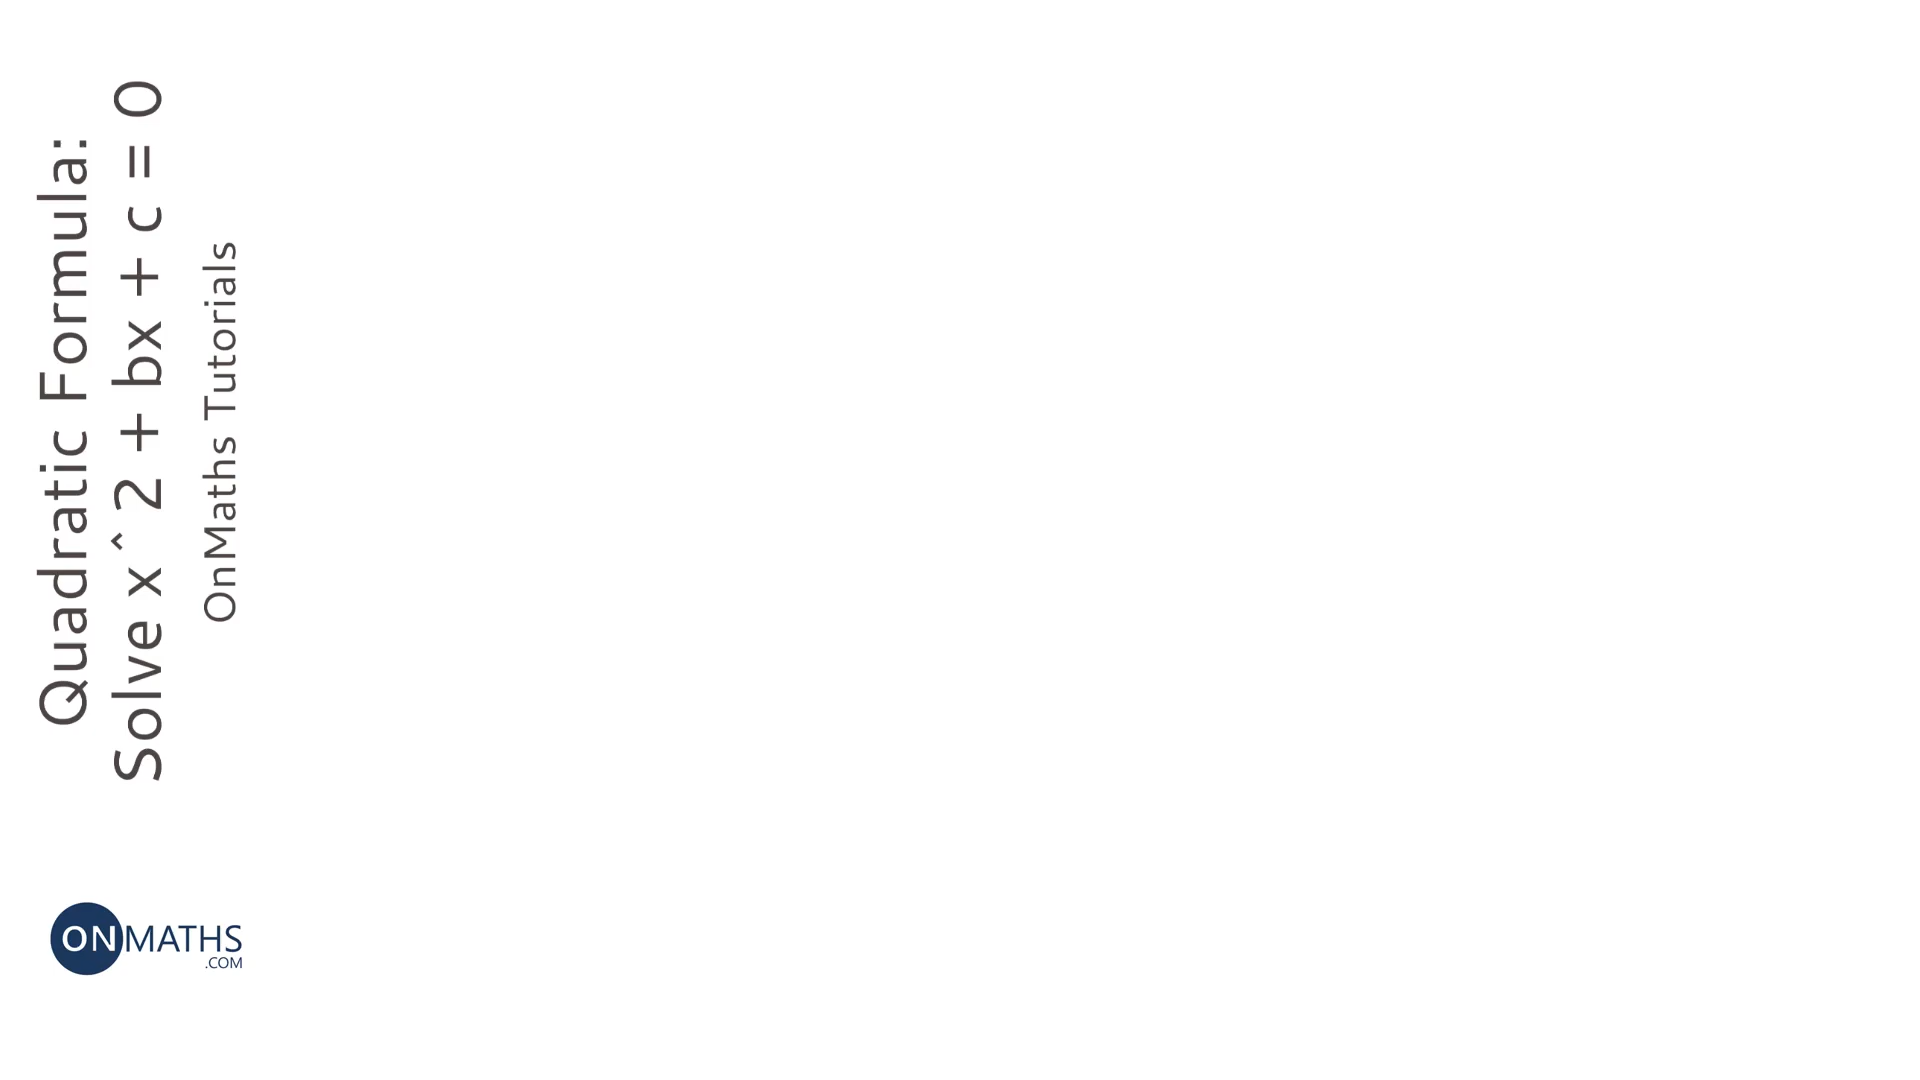 Quadratic Formula:
Solve x^2 + bx + c = 0
OnMaths Tutorials
ONMATHS
.COM